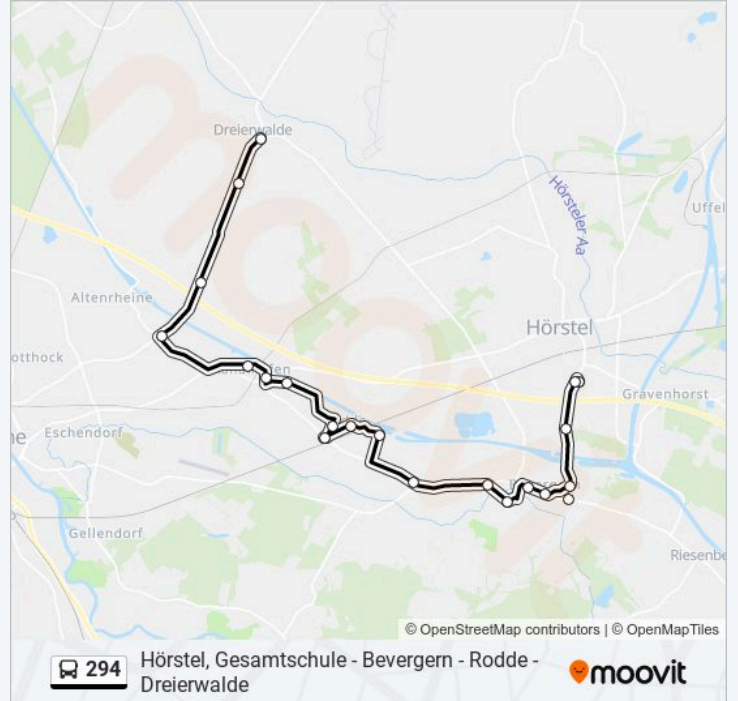 Dreierwalde
Hörsteler Aa
Uffel
Altenrheine
Hörstel
otthock
Gravenhorst
Eschendorf
ne
Gellendorf
Riesenbe
© OpenStreetMap contributors | © OpenMapTiles
294
Hörstel, Gesamtschule - Bevergern - Rodde -
Dreierwalde
moovit